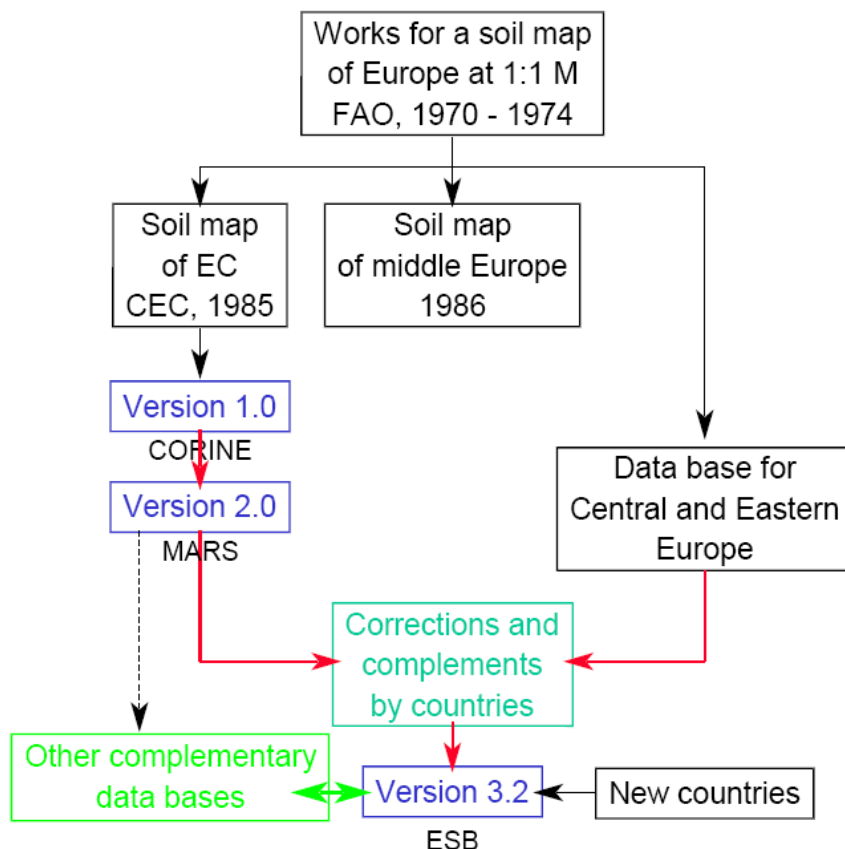 Works for a soil map
of Europe at 1:1 M
FAO, 1970 - 1974
Soil map
of EC
CEC, 1985
Soil map
of middle Europe
1986
Version 1.0
CORINE
Version 2.0
MARS
Data base for
Central and Eastern
Europe
Corrections and
complements
by countries
Other complementary
data bases
Version 3.2
ESB
New countries